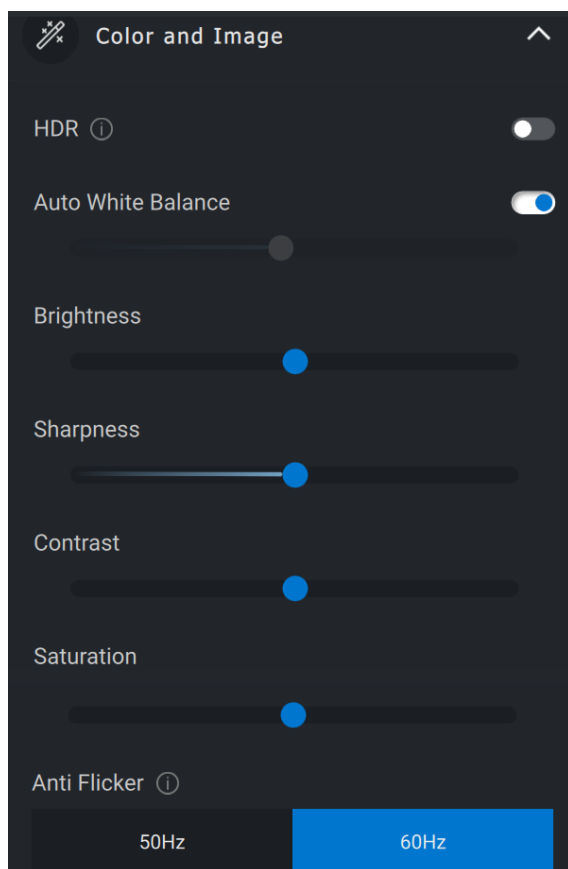 Color and Image
HDR
Auto White Balance
Brightness
Sharpness
Contrast
Saturation
Anti Flicker
50Hz 60Hz